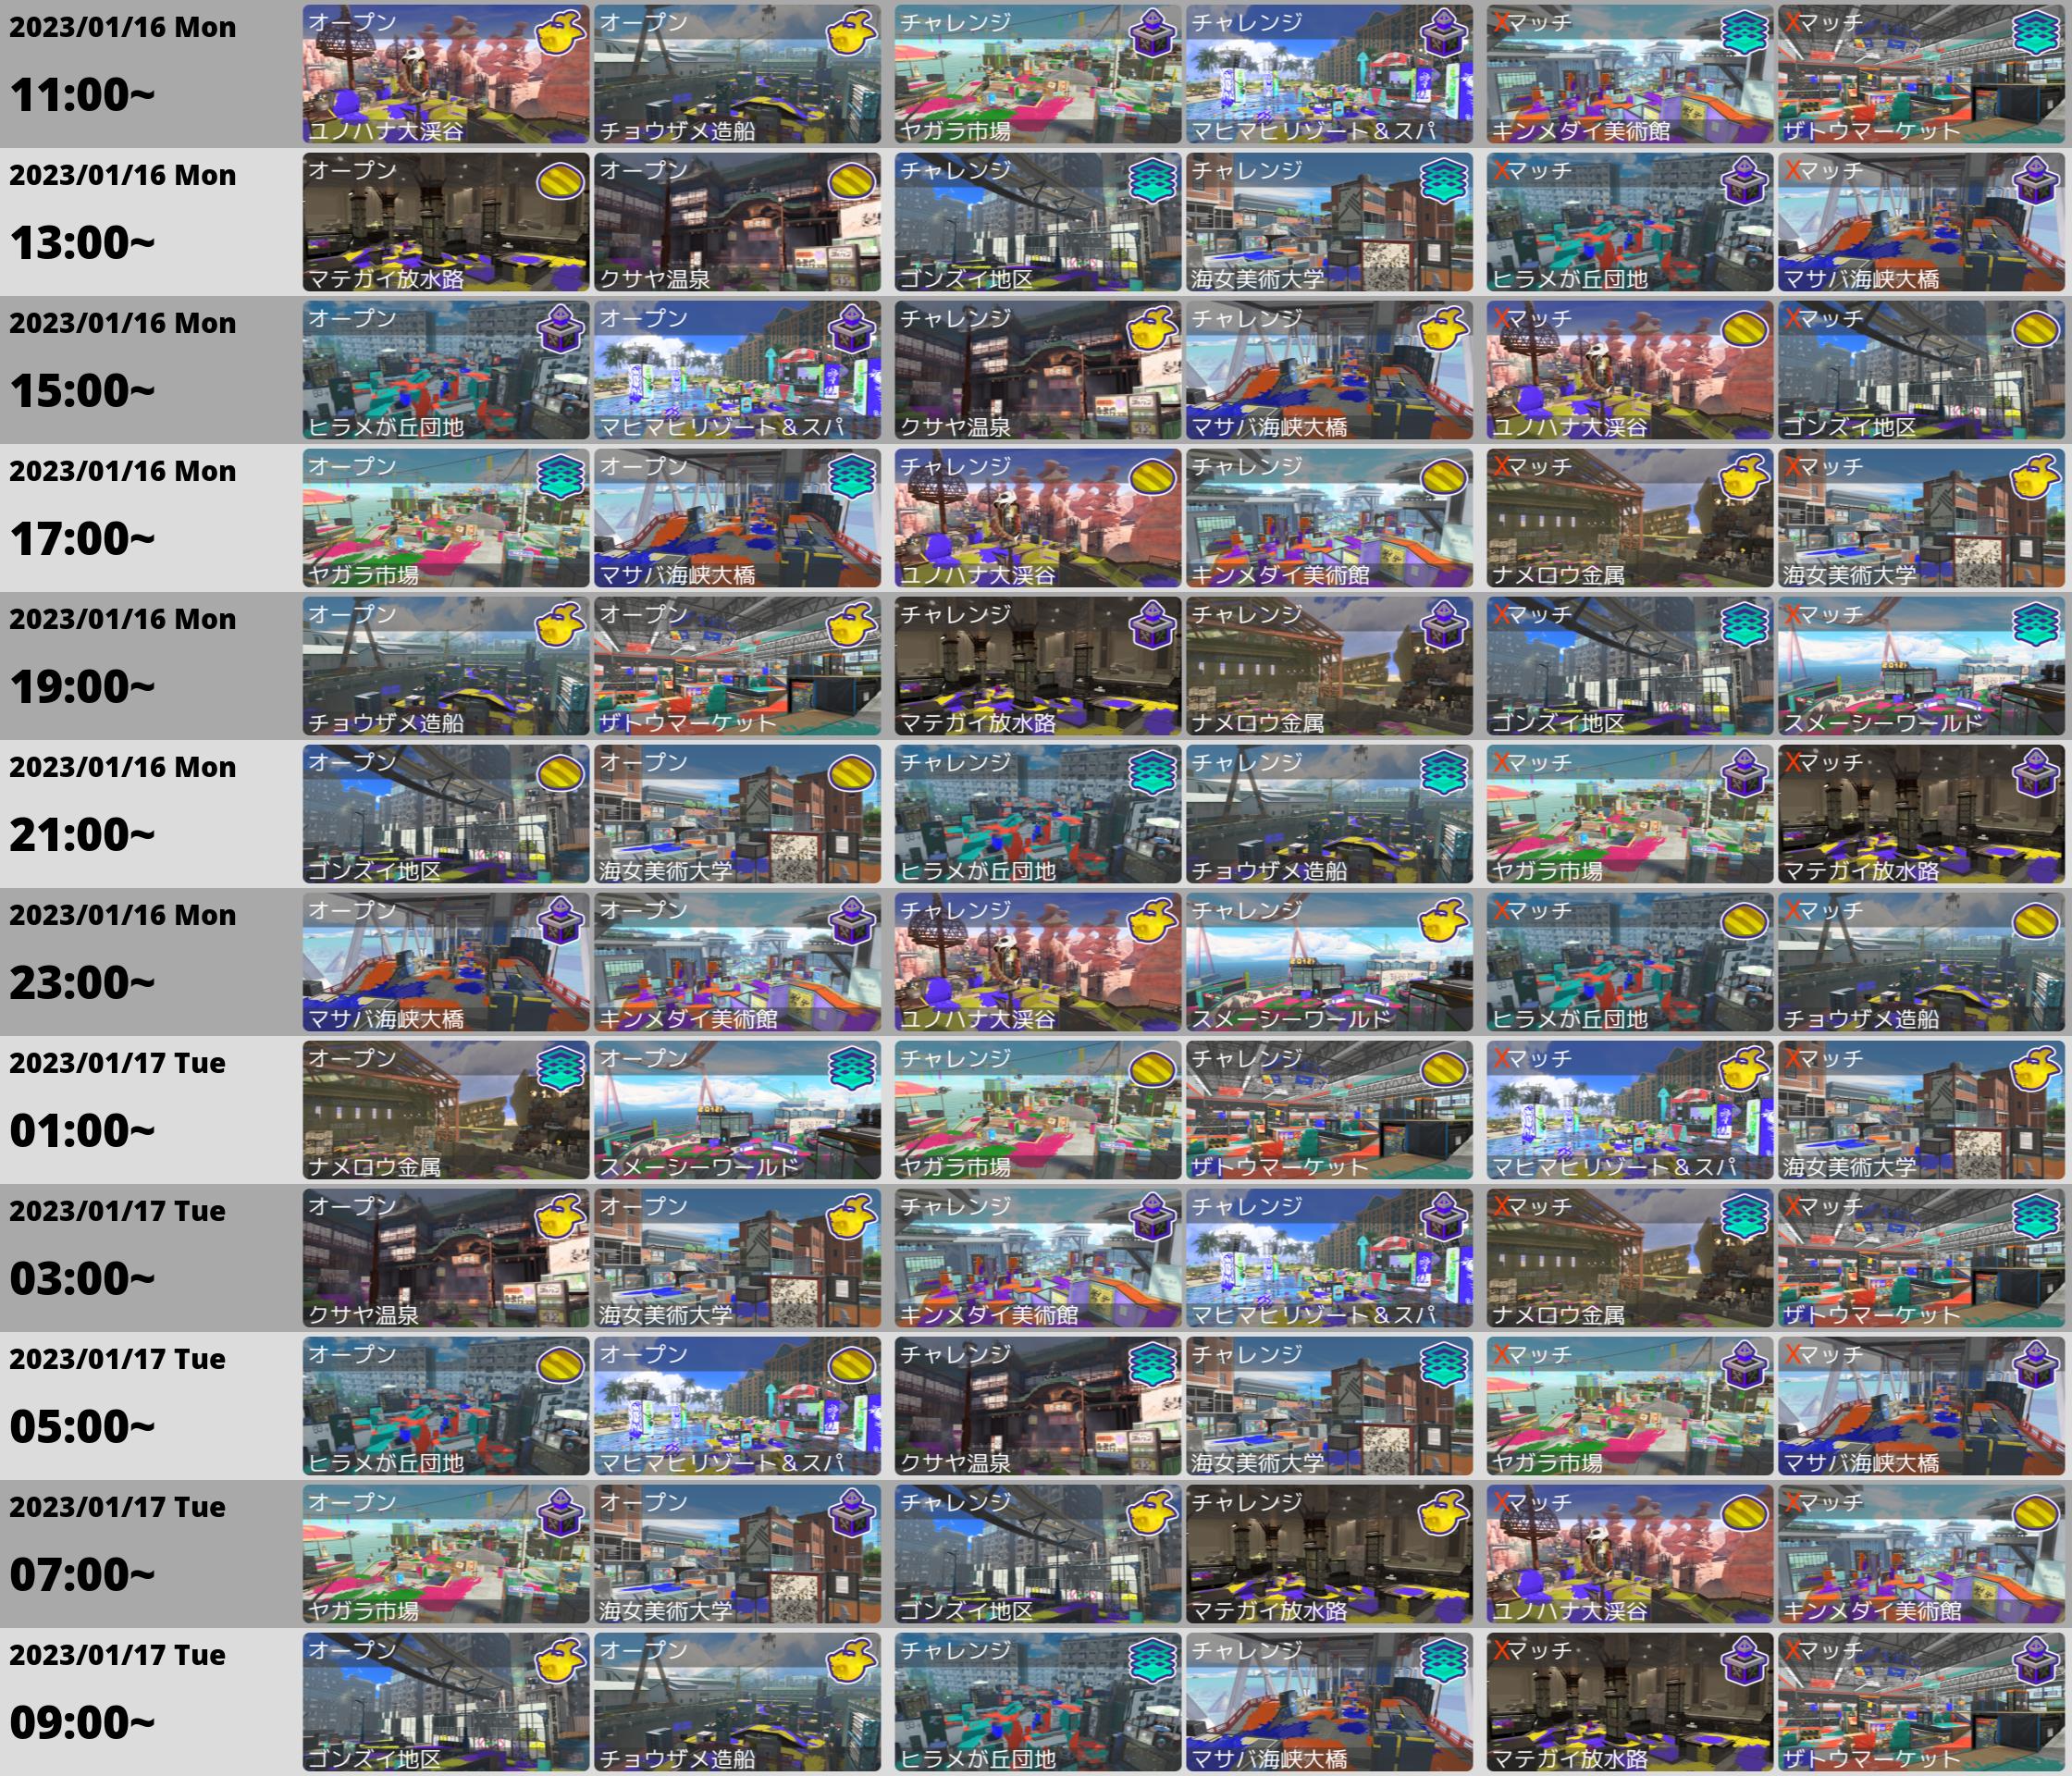 2023/01/16 Mon
11:00~
オープン オープン チャレンジ チャレンジ Xマッチ Xマッチ
ユノハナ大渓谷 チョウザメ造船 ヤガラ市場 マヒマヒリゾート＆スパ キンメダイ美術館 ザトウマーケット
2023/01/16 Mon
13:00~
オープン オープン チャレンジ チャレンジ Xマッチ Xマッチ
マテガイ放水路 クサヤ温泉 ゴンズイ地区 海女美術大学 ヒラメが丘団地 マサバ海峡大橋
2023/01/16 Mon
15:00~
オープン オープン チャレンジ チャレンジ Xマッチ Xマッチ
ヒラメが丘団地 マヒマヒリゾート＆スパ クサヤ温泉 マサバ海峡大橋 ユノハナ大渓谷 ゴンズイ地区
2023/01/16 Mon
17:00~
オープン オープン チャレンジ チャレンジ Xマッチ Xマッチ
ヤガラ市場 マサバ海峡大橋 ユノハナ大渓谷 キンメダイ美術館 ナメロウ金属 海女美術大学
2023/01/16 Mon
19:00~
オープン オープン チャレンジ チャレンジ Xマッチ Xマッチ
チョウザメ造船 ザトウマーケット マテガイ放水路 ナメロウ金属 ゴンズイ地区 スメーシーワールド
2023/01/16 Mon
21:00~
オープン オープン チャレンジ チャレンジ Xマッチ Xマッチ
ゴンズイ地区 海女美術大学 ヒラメが丘団地 チョウザメ造船 ヤガラ市場 マテガイ放水路
2023/01/16 Mon
23:00~
オープン オープン チャレンジ チャレンジ Xマッチ Xマッチ
マサバ海峡大橋 キンメダイ美術館 ユノハナ大渓谷 スメーシーワールド ヒラメが丘団地 チョウザメ造船
2023/01/17 Tue
01:00~
オープン オープン チャレンジ チャレンジ Xマッチ Xマッチ
ナメロウ金属 スメーシーワールド ヤガラ市場 ザトウマーケット マヒマヒリゾート＆スパ 海女美術大学
2023/01/17 Tue
03:00~
オープン オープン チャレンジ チャレンジ Xマッチ Xマッチ
クサヤ温泉 海女美術大学 キンメダイ美術館 マヒマヒリゾート＆スパ ナメロウ金属 ザトウマーケット
2023/01/17 Tue
05:00~
オープン オープン チャレンジ チャレンジ Xマッチ Xマッチ
ヒラメが丘団地 マヒマヒリゾート＆スパ クサヤ温泉 海女美術大学 ヤガラ市場 マサバ海峡大橋
2023/01/17 Tue
07:00~
オープン オープン チャレンジ チャレンジ Xマッチ Xマッチ
ヤガラ市場 海女美術大学 ゴンズイ地区 マテガイ放水路 ユノハナ大渓谷 キンメダイ美術館
2023/01/17 Tue
09:00~
オープン オープン チャレンジ チャレンジ Xマッチ Xマッチ
ゴンズイ地区 チョウザメ造船 ヒラメが丘団地 マサバ海峡大橋 マテガイ放水路 ザトウマーケット